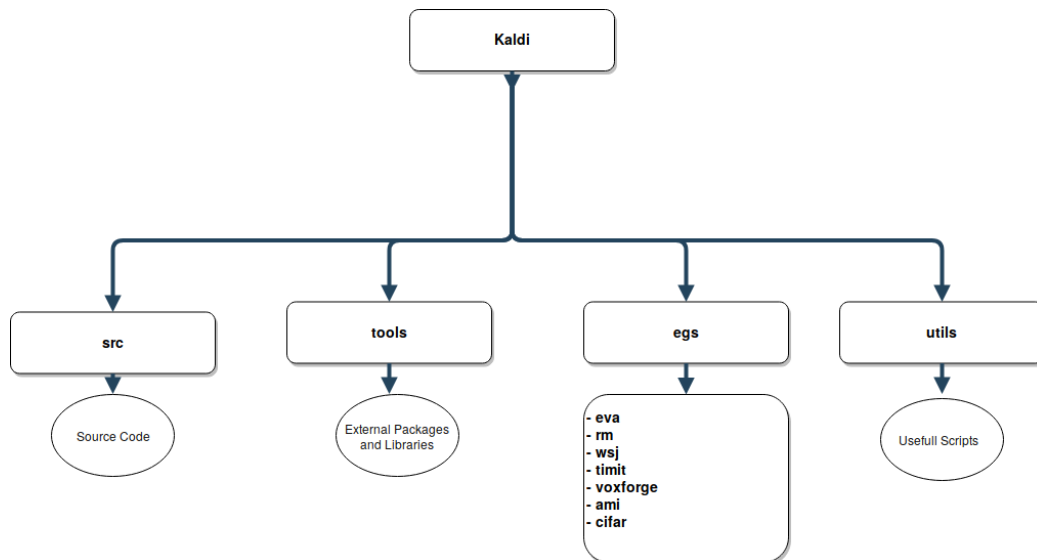 Kaldi
src
tools
egs
utils
Source Code
External Packages
and Libraries
- eva
- rm
- wsj
- timit
- voxforge
- ami
- cifar
Usefull Scripts